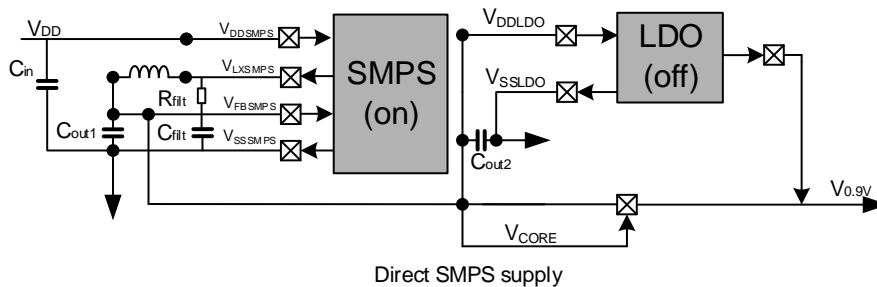 VDD
VDDSMPS
VDDLDO
LDO
(off)
Cin
VLXSMPS
SMPS
(on)
VSSLDO
Rfilt
VFBSMPS
Cout1
Cfilt
VSSSMPS
Cout2
V0.9V
VCORE
Direct SMPS supply